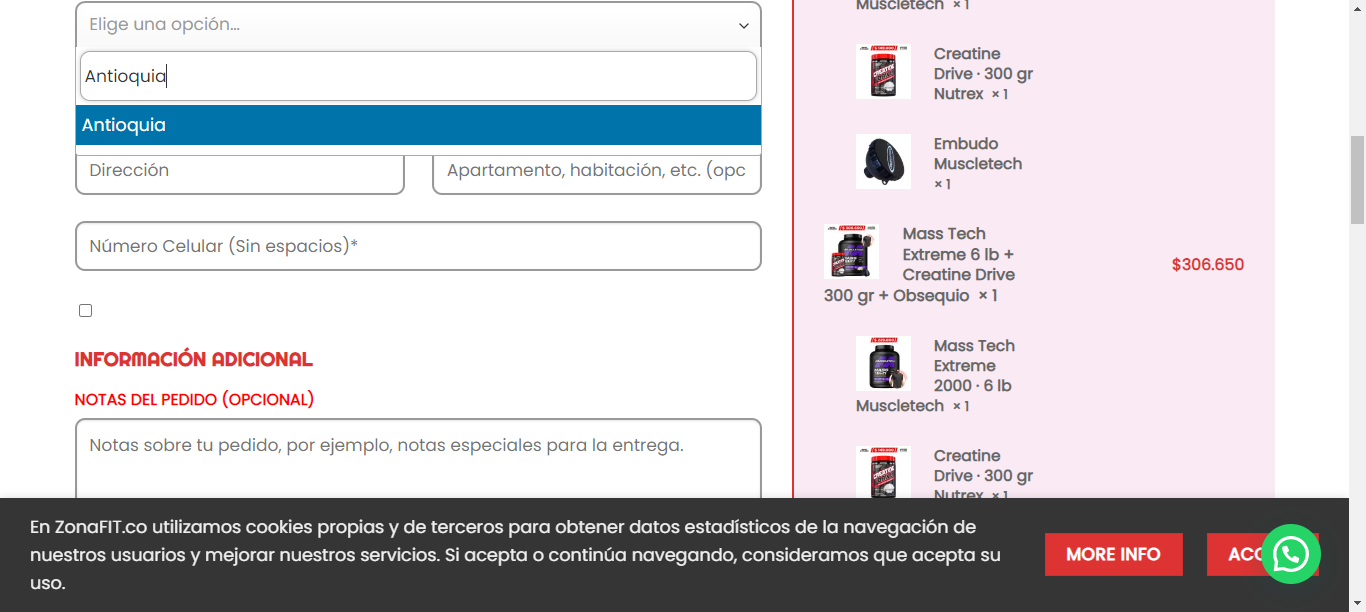 Elige una opción...
Antioquia
Antioquia
Dirección
Apartamento, habitación, etc. (opc
Número Celular (Sin espacios)*
INFORMACIÓN ADICIONAL
NOTAS DEL PEDIDO (OPCIONAL)
Notas sobre tu pedido, por ejemplo, notas especiales para la entrega.
Muscletech × 1
Creatine
Drive · 300 gr
Nutrex × 1
Embudo
Muscletech
× 1
Mass Tech
Extreme 6 lb +
Creatine Drive
300 gr + Obsequio × 1
$306.650
Mass Tech
Extreme
2000 · 6 lb
Muscletech × 1
Creatine
Drive · 300 gr
Nutrex × 1
En ZonaFIT.co utilizamos cookies propias y de terceros para obtener datos estadísticos de la navegación de
nuestros usuarios y mejorar nuestros servicios. Si acepta o continúa navegando, consideramos que acepta su
uso.
MORE INFO
ACC